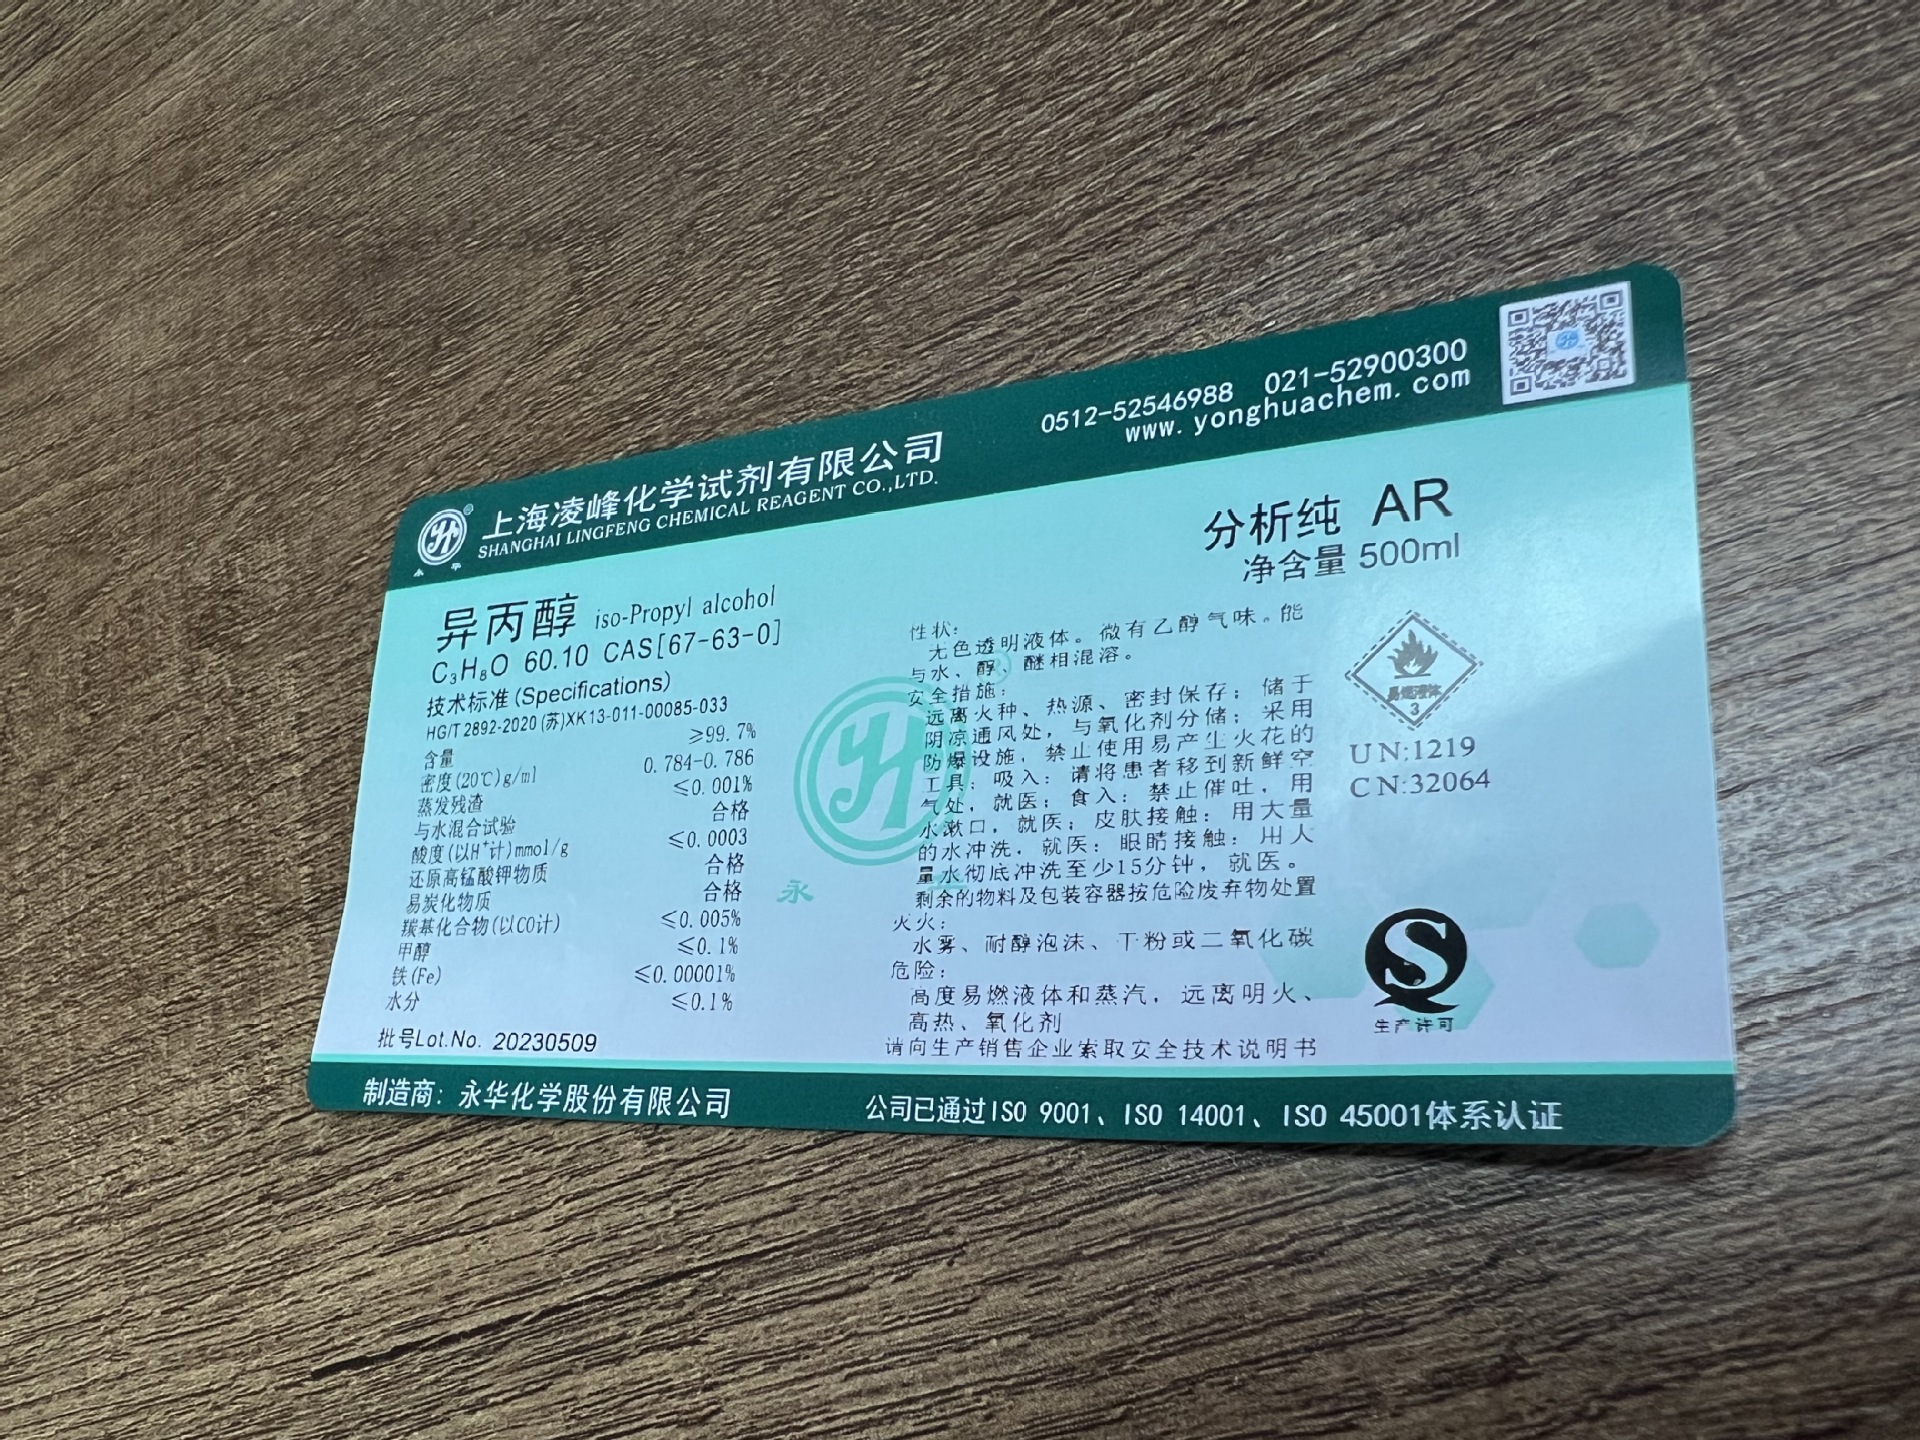 上海凌峰化学试剂有限公司
SHANGHAI LINGFENG CHEMICAL REAGENT CO.,LTD.
永 华
0512-52546988 021-52900300
www.yonghuachem.com
异丙醇 iso-Propyl alcohol
C₃H₈O 60.10 CAS[67-63-0]
技术标准(Specifications)
HG/T 2892-2020 (苏)XK13-011-00085-033
含量 ≥99.7%
密度(20℃)g/ml 0.784-0.786
蒸发残渣 ≤0.001%
与水混合试验 合格
酸度(以H⁺计)mmol/g ≤0.0003
还原高锰酸钾物质 合格
易炭化物质 合格
羰基化合物(以CO计) ≤0.005%
甲醇 ≤0.1%
铁(Fe) ≤0.00001%
水分 ≤0.1%
批号Lot.No. 20230509
永
分析纯 AR
净含量 500ml
性状:
无色透明液体。微有乙醇气味。能
与水、醇、醚相混溶。
安全措施:
远离火种、热源、密封保存; 储于
阴凉通风处, 与氧化剂分储; 采用
防爆设施, 禁止使用易产生火花的
工具; 吸入: 请将患者移到新鲜空
气处, 就医; 食入: 禁止催吐, 用
水漱口, 就医; 皮肤接触: 用大量
的水冲洗, 就医; 眼睛接触: 用大
量水彻底冲洗至少15分钟, 就医。
剩余的物料及包装容器按危险废弃物处置
灭火:
水雾、耐醇泡沫、干粉或二氧化碳
危险:
高度易燃液体和蒸汽, 远离明火、
高热、氧化剂
请向生产销售企业索取安全技术说明书
易燃液体
3
UN:1219
CN:32064
生产许可
制造商: 永华化学股份有限公司
公司已通过ISO 9001、ISO 14001、ISO 45001体系认证